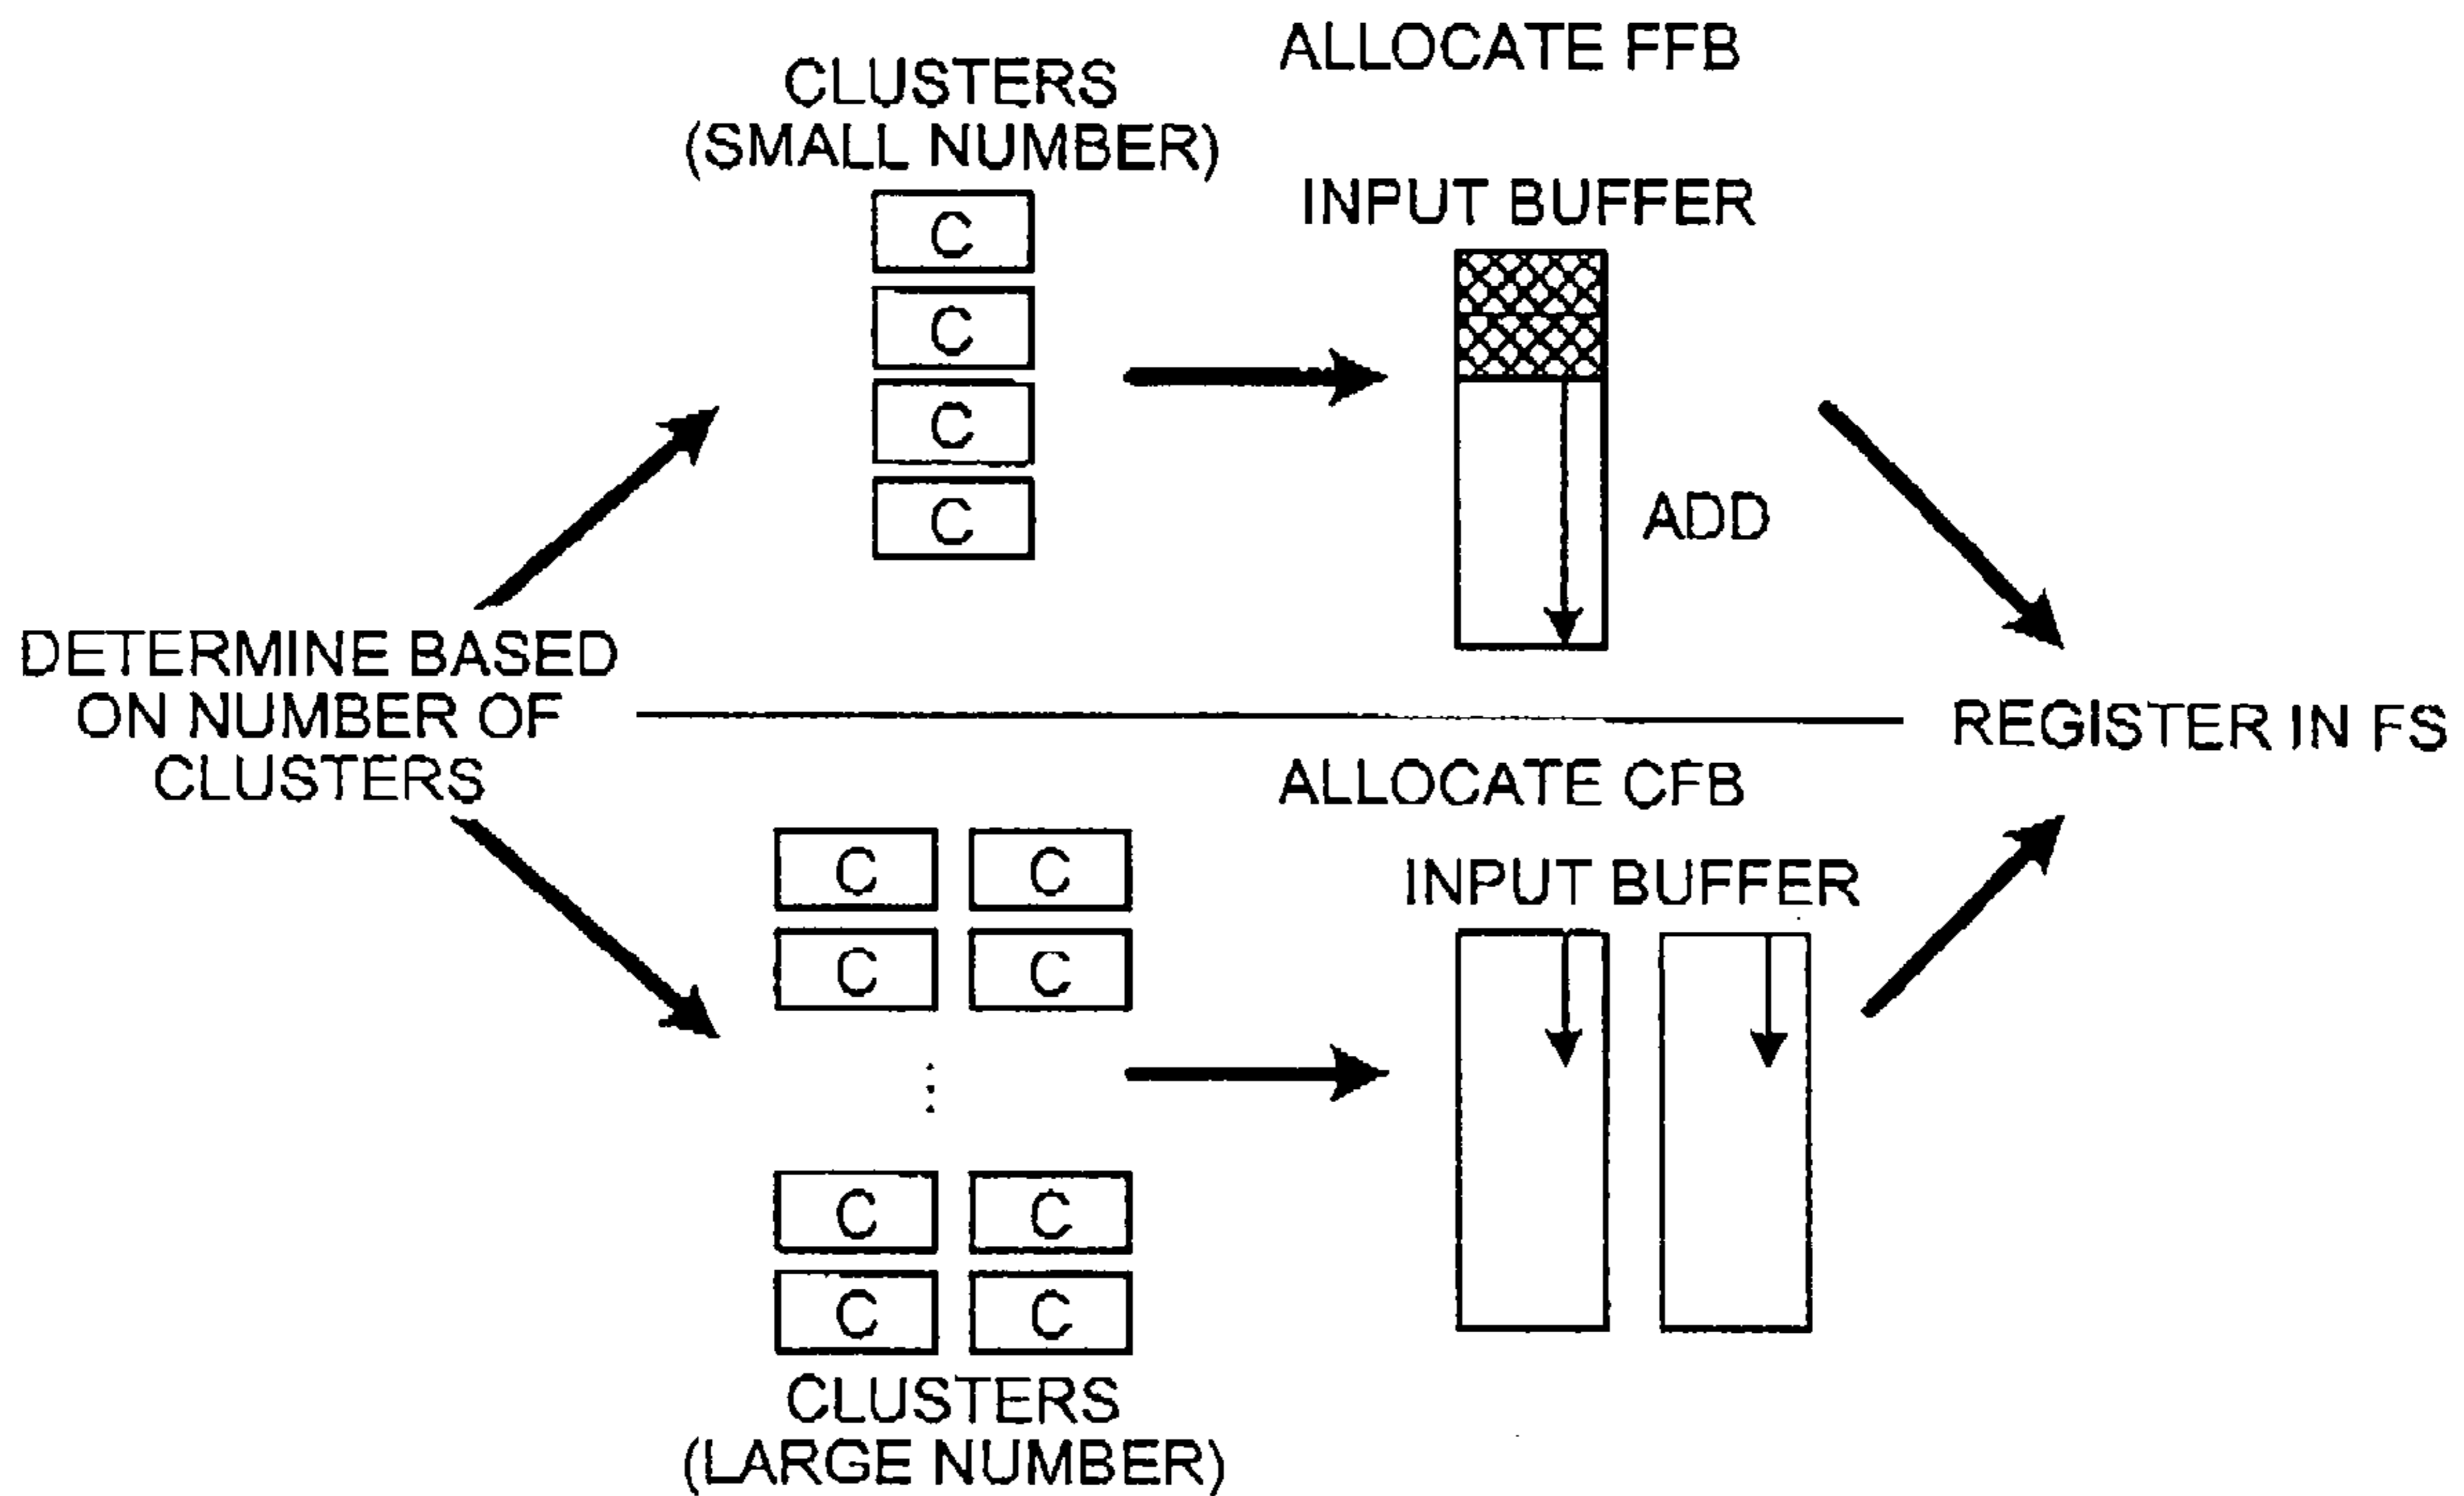 ALLOCATE FFB
CLUSTERS
(SMALL NUMBER)
INPUT BUFFER
C
C
C
C
ADD
DETERMINE BASED
ON NUMBER OF
CLUSTERS
REGISTER IN FS
ALLOCATE CFB
INPUT BUFFER
C C
C C
C C
C C
CLUSTERS
(LARGE NUMBER)